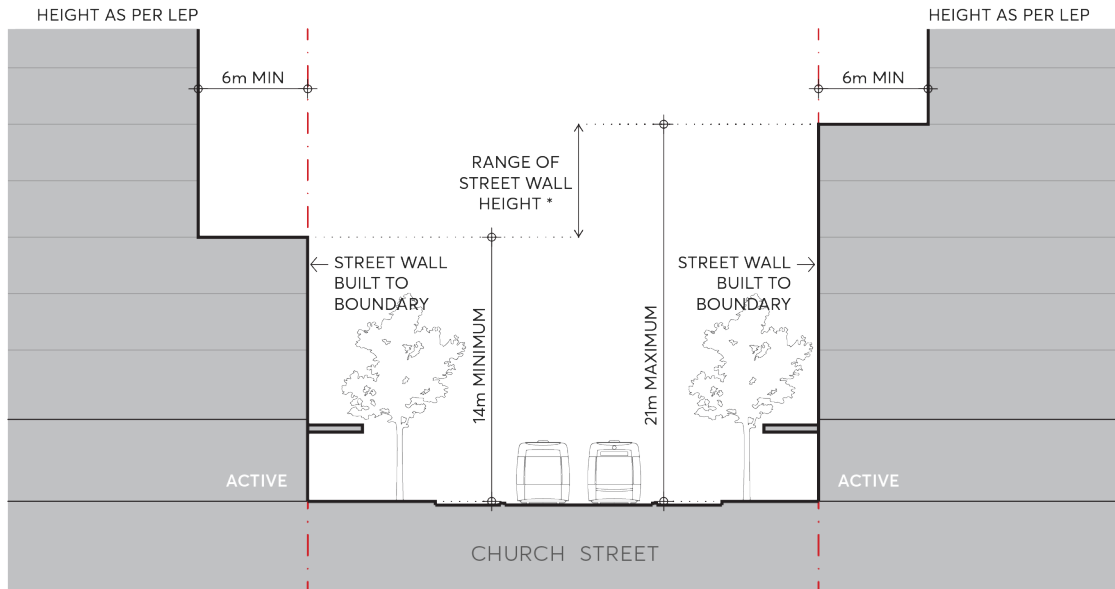 HEIGHT AS PER LEP
HEIGHT AS PER LEP
6m MIN
6m MIN
RANGE OF
STREET WALL
HEIGHT *
STREET WALL
BUILT TO
BOUNDARY
STREET WALL
BUILT TO
BOUNDARY
14m MINIMUM
21m MAXIMUM
ACTIVE
ACTIVE
CHURCH STREET